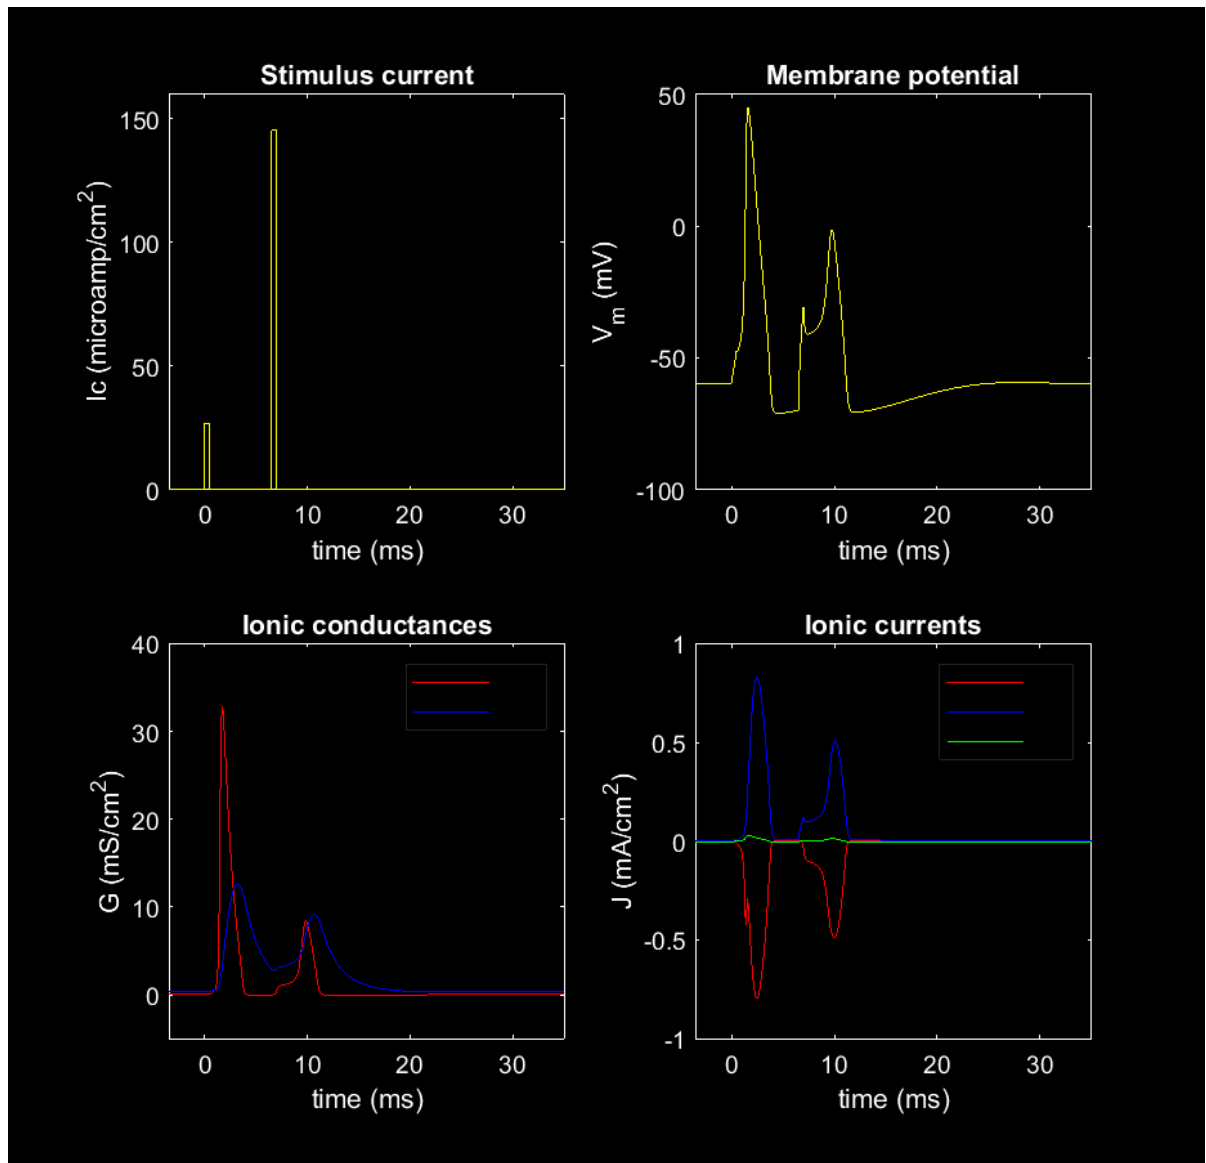 Stimulus current
150
100
50
0
Ic (microamp/cm²)
0 10 20 30
time (ms)
Membrane potential
50
0
-50
-100
Vₘ (mV)
0 10 20 30
time (ms)
Ionic conductances
40
30
20
10
0
G (mS/cm²)
0 10 20 30
time (ms)
Ionic currents
1
0.5
0
-0.5
-1
J (mA/cm²)
0 10 20 30
time (ms)